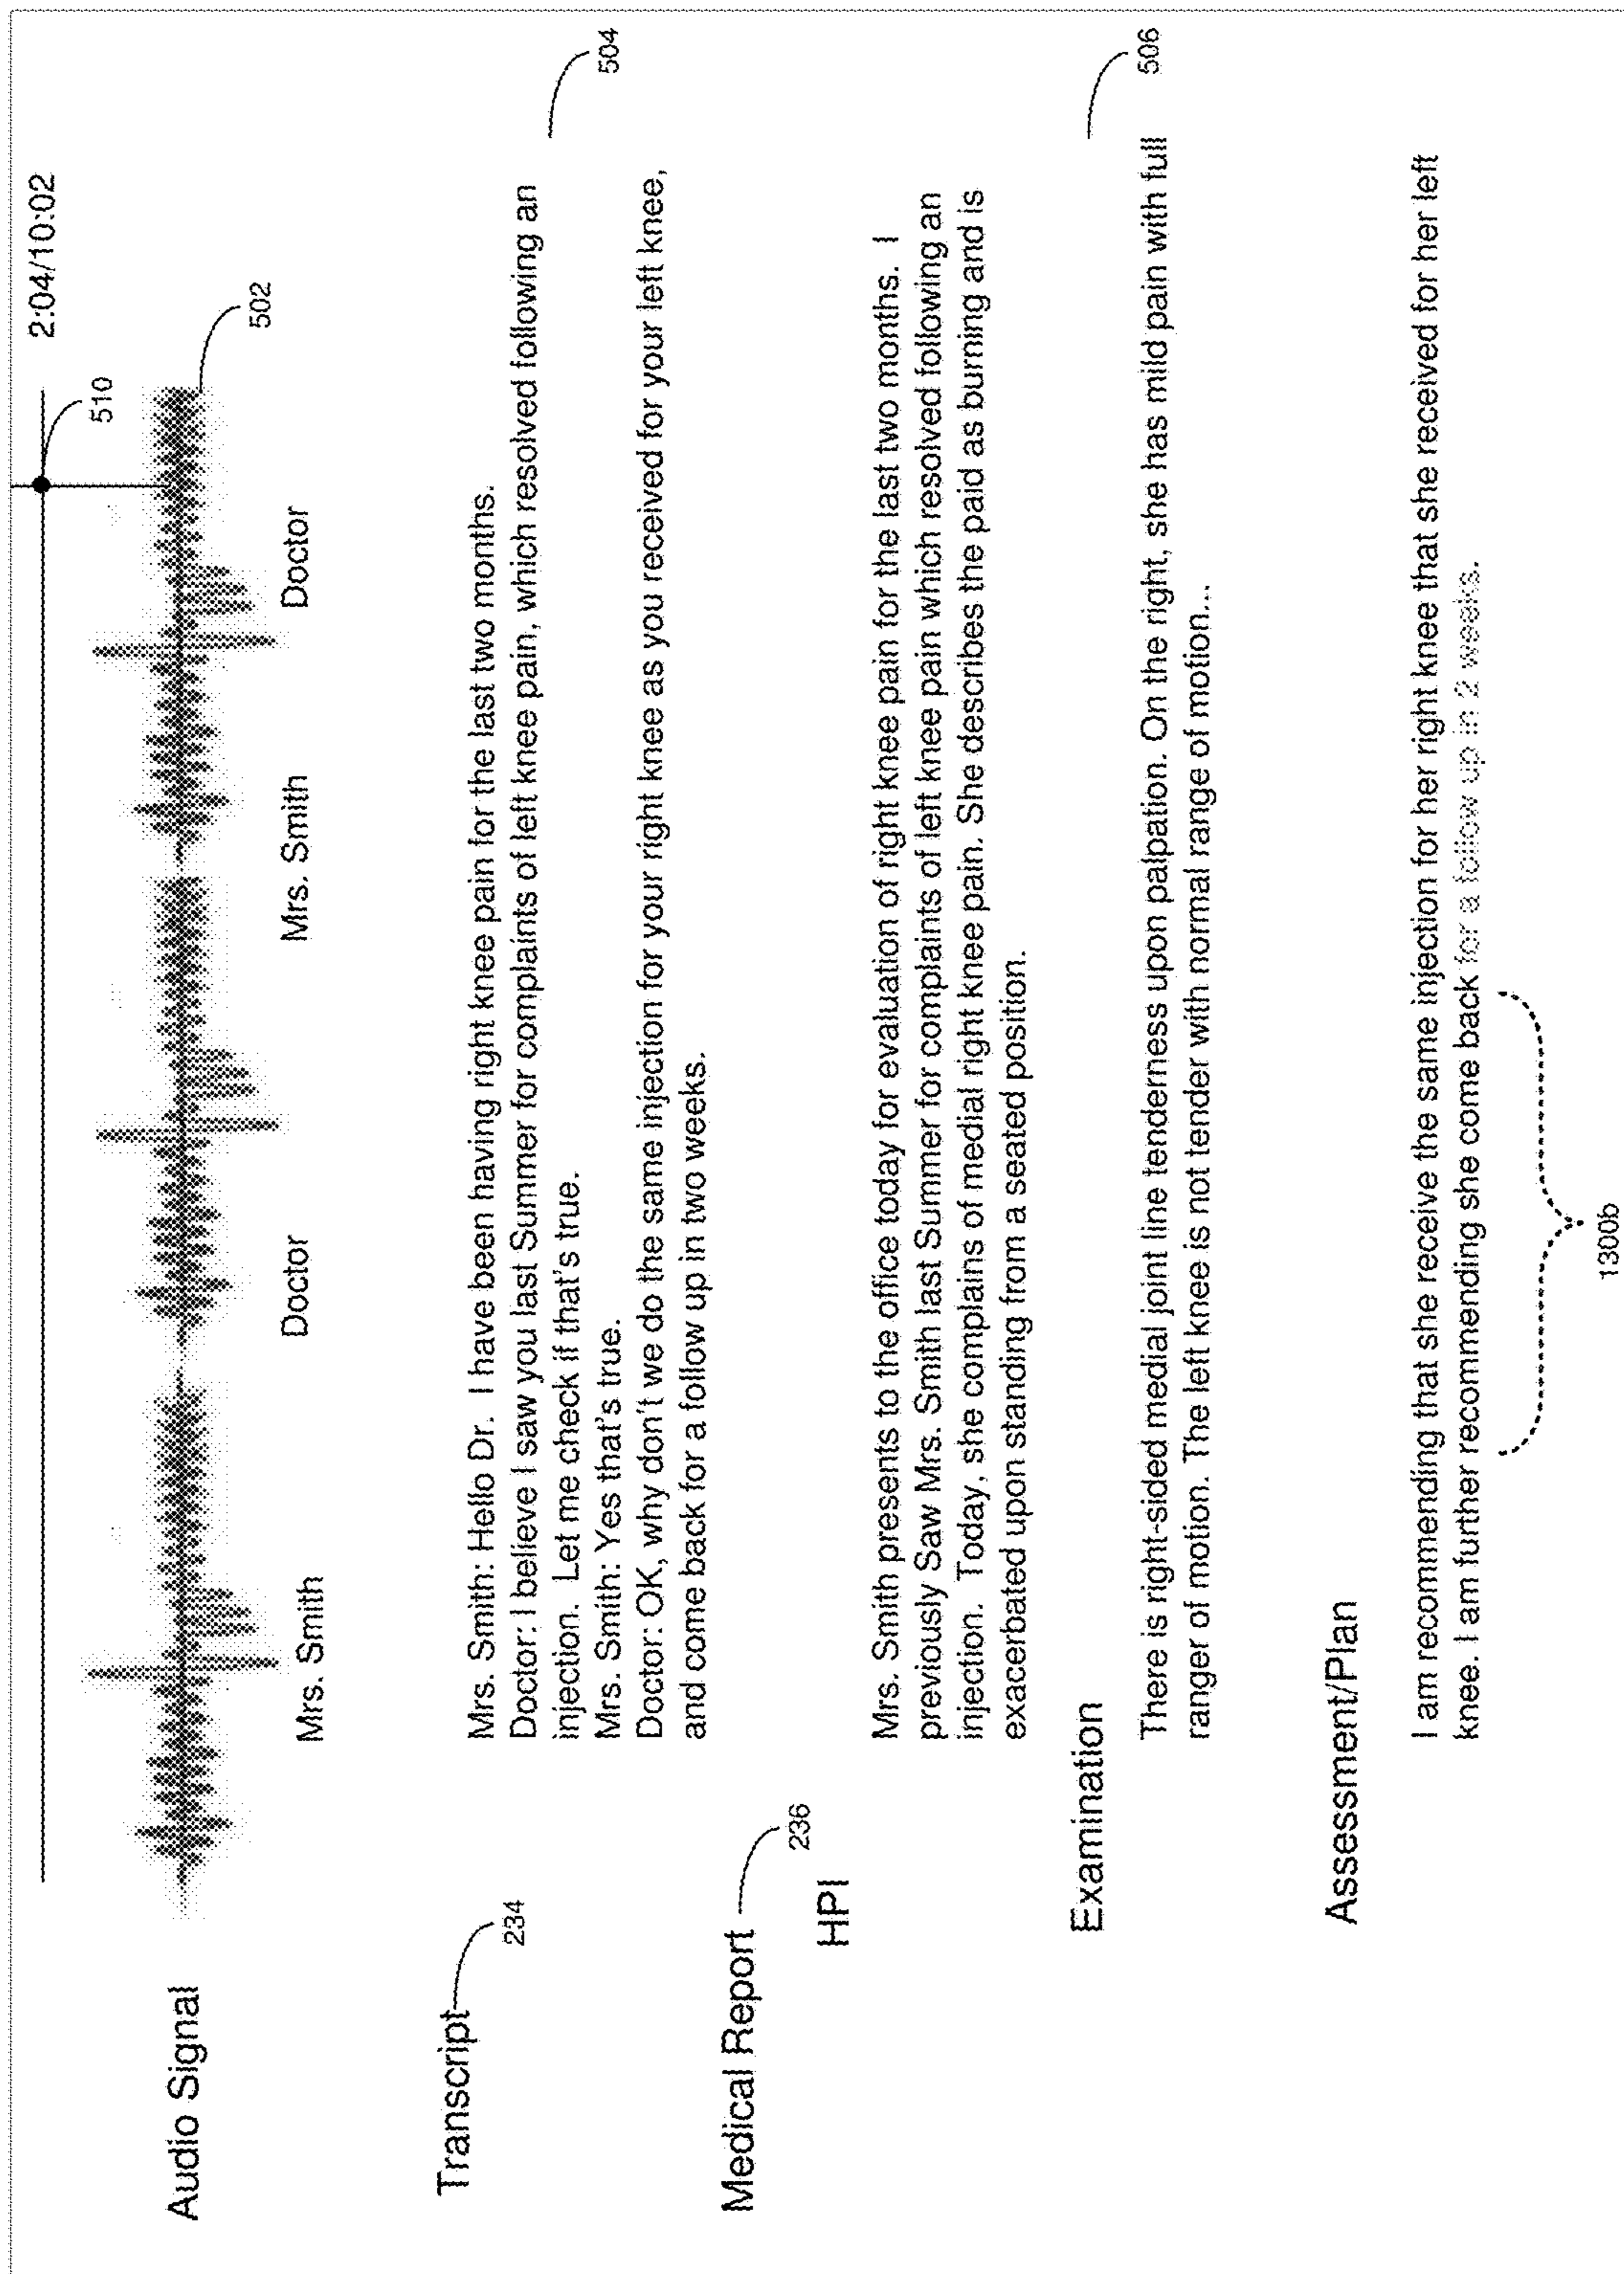 2:04/10:02
510
Audio Signal
502
Mrs. Smith
Doctor
Mrs. Smith
Doctor
Transcript
234
504
Mrs. Smith: Hello Dr. I have been having right knee pain for the last two months.
Doctor: I believe I saw you last Summer for complaints of left knee pain, which resolved following an
injection. Let me check if that's true.
Mrs. Smith: Yes that's true.
Doctor: OK, why don't we do the same injection for your right knee as you received for your left knee,
and come back for a follow up in two weeks.
Medical Report
236
HPI
Mrs. Smith presents to the office today for evaluation of right knee pain for the last two months. I
previously Saw Mrs. Smith last Summer for complaints of left knee pain which resolved following an
injection. Today, she complains of medial right knee pain. She describes the paid as burning and is
exacerbated upon standing from a seated position.
506
Examination
There is right-sided medial joint line tenderness upon palpation. On the right, she has mild pain with full
ranger of motion. The left knee is not tender with normal range of motion...
Assessment/Plan
I am recommending that she receive the same injection for her right knee that she received for her left
knee. I am further recommending she come back for a follow up in 2 weeks.
1300b